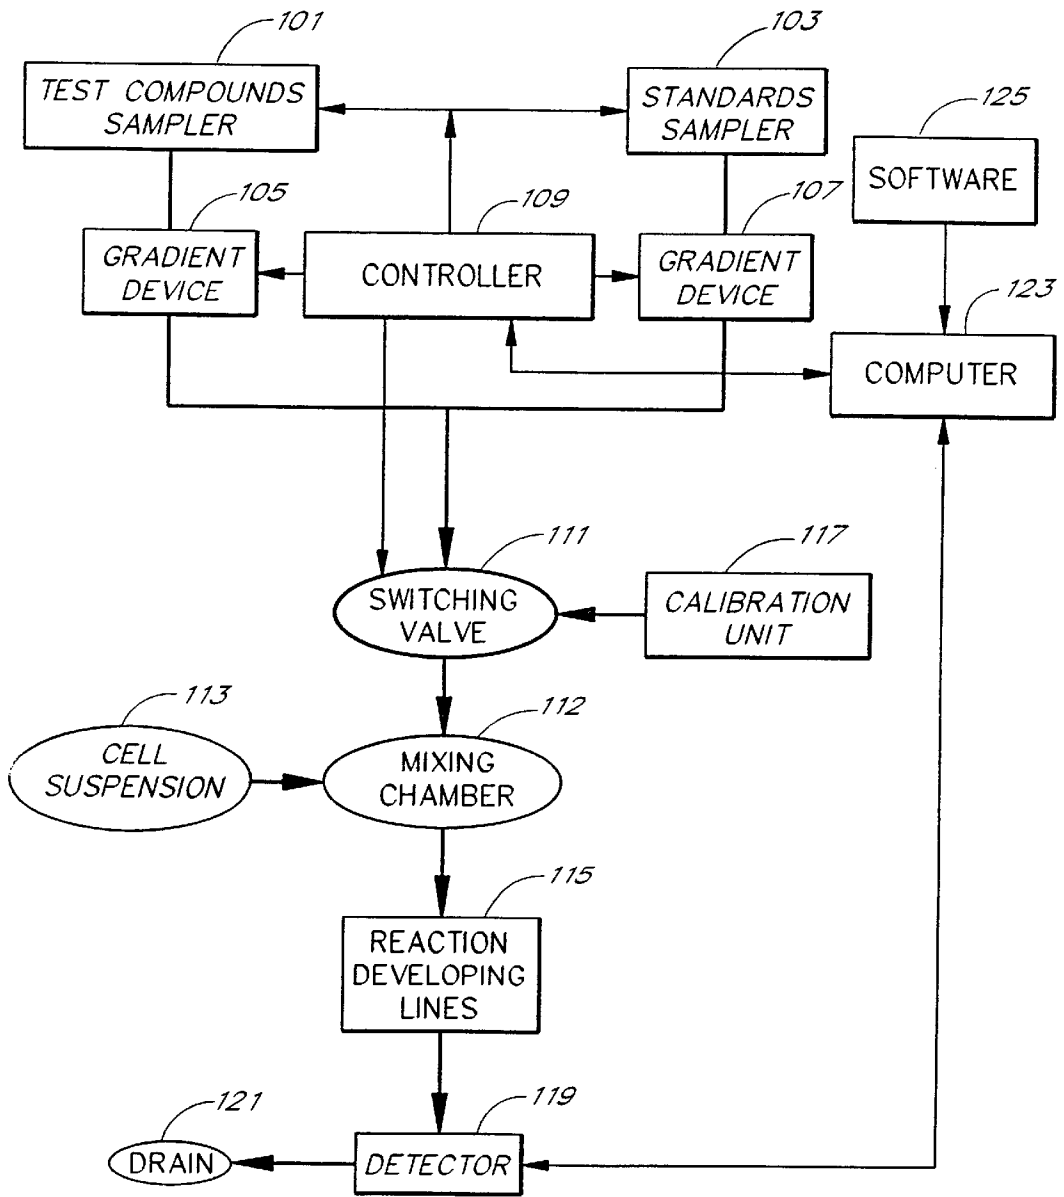 101
103
TEST COMPOUNDS
SAMPLER
STANDARDS
SAMPLER
125
SOFTWARE
105
109
107
GRADIENT
DEVICE
CONTROLLER
GRADIENT
DEVICE
123
COMPUTER
111
117
SWITCHING
VALVE
CALIBRATION
UNIT
113
112
CELL
SUSPENSION
MIXING
CHAMBER
115
REACTION
DEVELOPING
LINES
121
119
DRAIN
DETECTOR